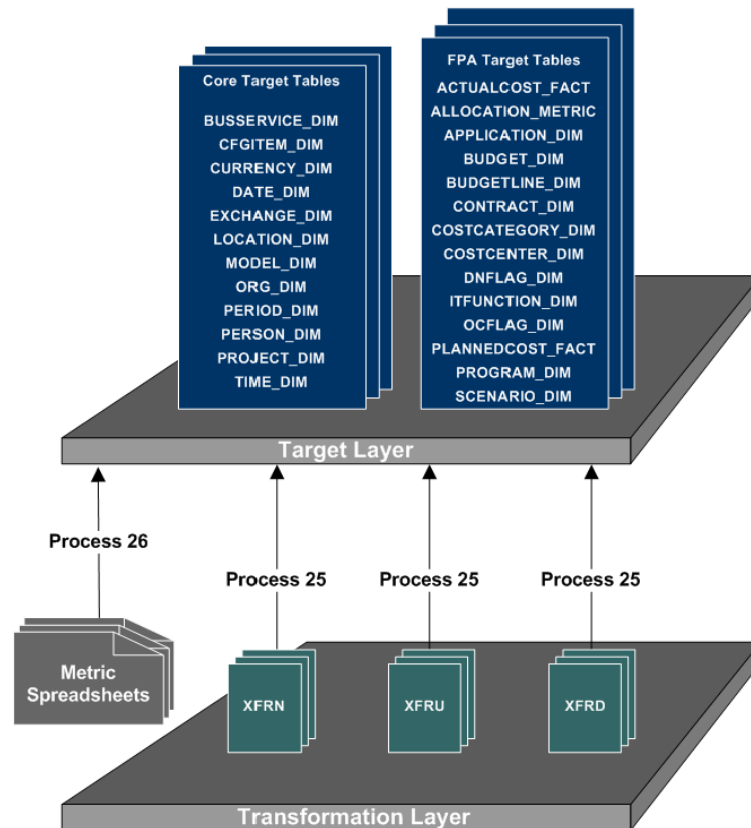 Core Target Tables
BUSSERVICE_DIM
CFGITEM_DIM
CURRENCY_DIM
DATE_DIM
EXCHANGE_DIM
LOCATION_DIM
MODEL_DIM
ORG_DIM
PERIOD_DIM
PERSON_DIM
PROJECT_DIM
TIME_DIM
FPA Target Tables
ACTUALCOST_FACT
ALLOCATION_METRIC
APPLICATION_DIM
BUDGET_DIM
BUDGETLINE_DIM
CONTRACT_DIM
COSTCATEGORY_DIM
COSTCENTER_DIM
DNFLAG_DIM
ITFUNCTION_DIM
OCFLAG_DIM
PLANNEDCOST_FACT
PROGRAM_DIM
SCENARIO_DIM
Target Layer
Process 26
Process 25
Process 25
Process 25
Metric
Spreadsheets
XFRN
XFRU
XFRD
Transformation Layer